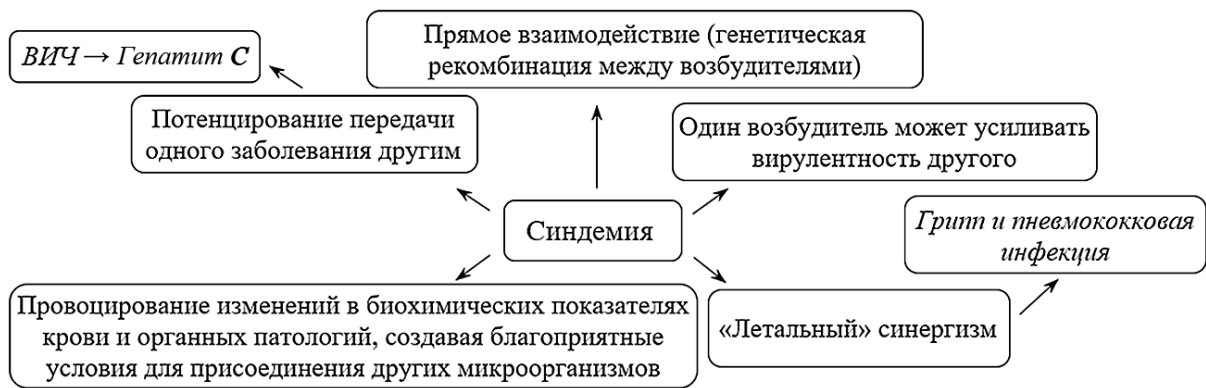 Прямое взаимодействие (генетическая
рекомбинация между возбудителями)
ВИЧ → Гепатит С
Потенцирование передачи
одного заболевания другим
Один возбудитель может усиливать
вирулентность другого
Синдемия
Грипп и пневмококковая
инфекция
Провоцирование изменений в биохимических показателях
крови и органных патологий, создавая благоприятные
условия для присоединения других микроорганизмов
«Летальный» синергизм